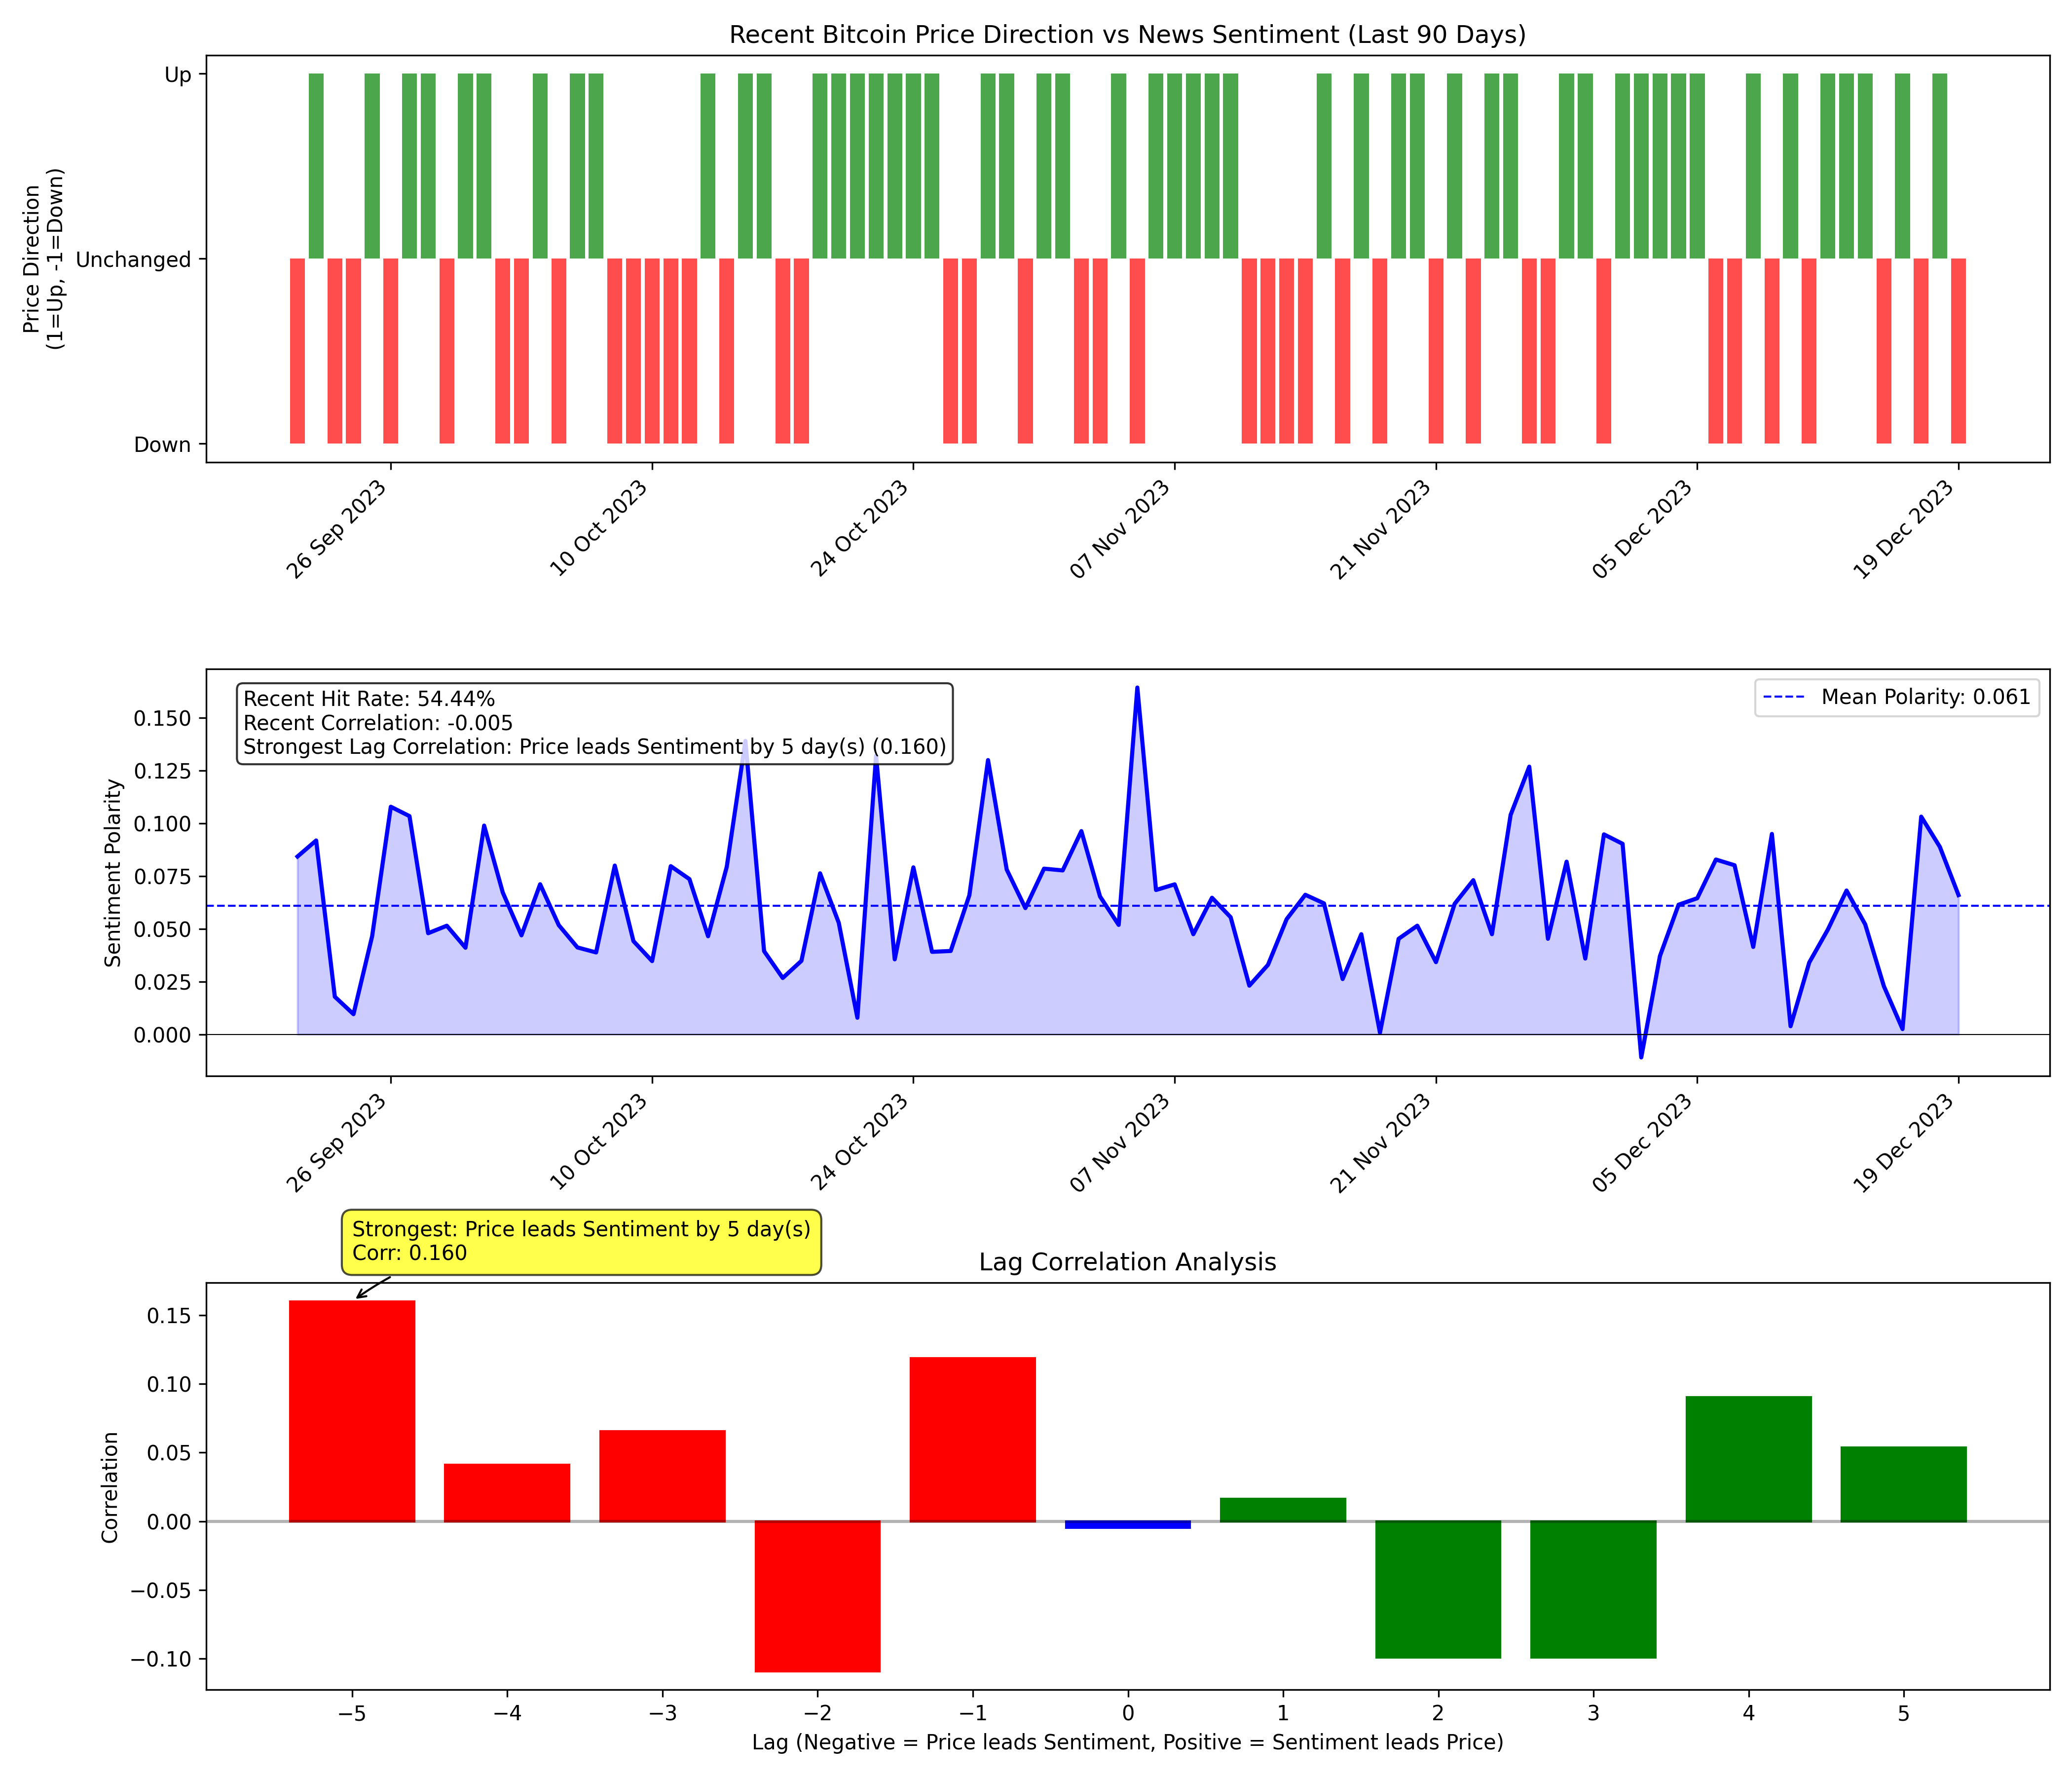 Recent Bitcoin Price Direction vs News Sentiment (Last 90 Days)
Price Direction
(1=Up, -1=Down)
Up
Unchanged
Down
26 Sep 2023
10 Oct 2023
24 Oct 2023
07 Nov 2023
21 Nov 2023
05 Dec 2023
19 Dec 2023
Sentiment Polarity
0.150
0.125
0.100
0.075
0.050
0.025
0.000
Recent Hit Rate: 54.44%
Recent Correlation: -0.005
Strongest Lag Correlation: Price leads Sentiment by 5 day(s) (0.160)
Mean Polarity: 0.061
26 Sep 2023
10 Oct 2023
24 Oct 2023
07 Nov 2023
21 Nov 2023
05 Dec 2023
19 Dec 2023
Strongest: Price leads Sentiment by 5 day(s)
Corr: 0.160
Lag Correlation Analysis
Correlation
0.15
0.10
0.05
0.00
−0.05
−0.10
−5
−4
−3
−2
−1
0
1
2
3
4
5
Lag (Negative = Price leads Sentiment, Positive = Sentiment leads Price)